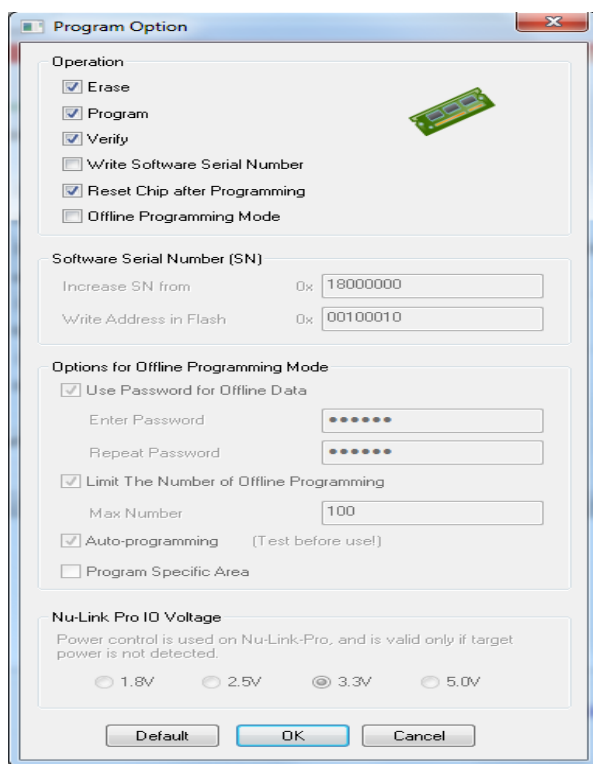 Program Option
Operation
Erase
Program
Verify
Write Software Serial Number
Reset Chip after Programming
Offline Programming Mode
Software Serial Number (SN)
Increase SN from 0x 18000000
Write Address in Flash 0x 00100010
Options for Offline Programming Mode
Use Password for Offline Data
Enter Password ●●●●●●
Repeat Password ●●●●●●
Limit The Number of Offline Programming
Max Number 100
Auto-programming (Test before use!)
Program Specific Area
Nu-Link Pro IO Voltage
Power control is used on Nu-Link-Pro, and is valid only if target
power is not detected.
1.8V 2.5V 3.3V 5.0V
Default OK Cancel